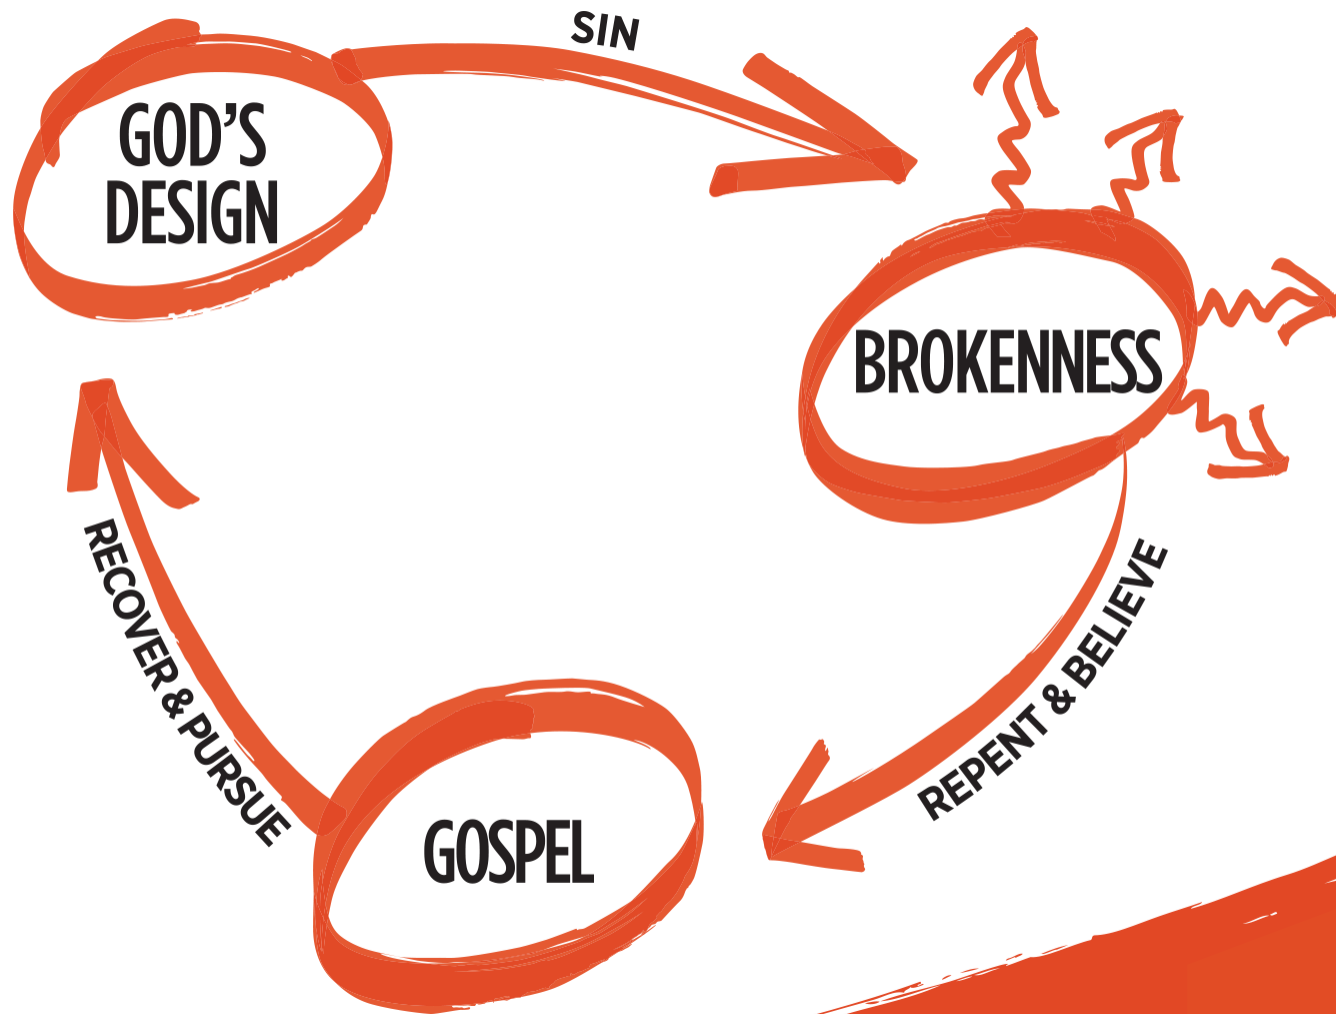 SIN
GOD'S
DESIGN
BROKENNESS
REPENT & BELIEVE
GOSPEL
RECOVER & PURSUE